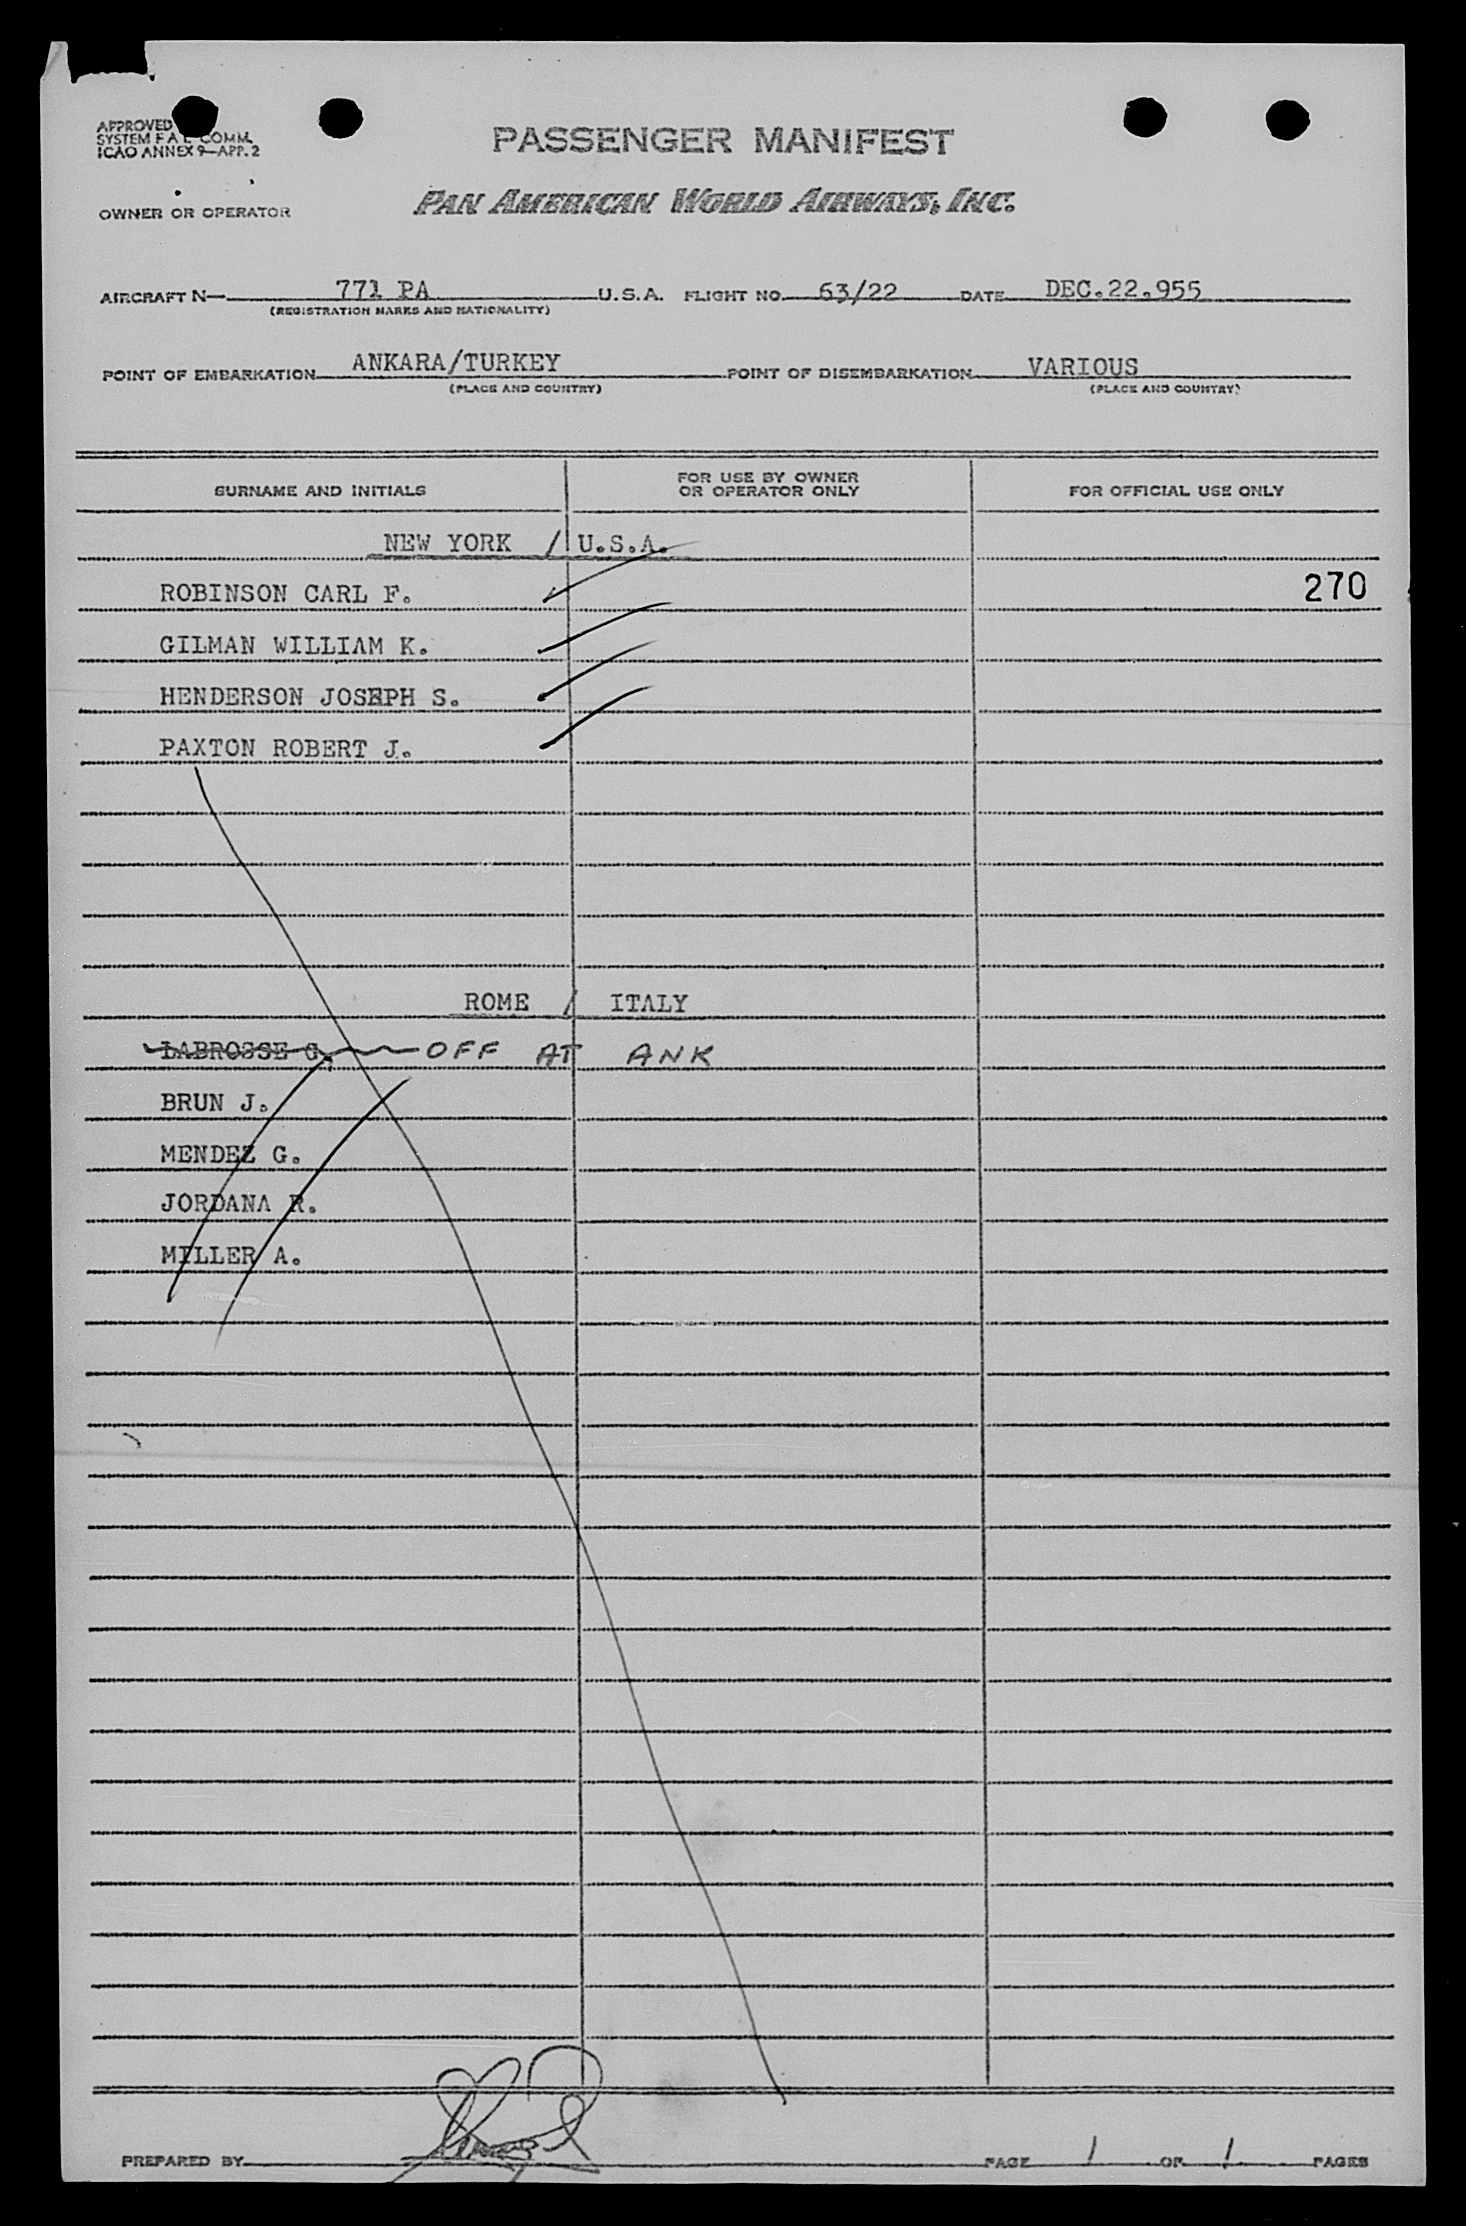 APPROVED
SYSTEM F A L COMM.
ICAO ANNEX 9—APP. 2
PASSENGER MANIFEST
OWNER OR OPERATOR
PAN AMERICAN WORLD AIRWAYS, INC.
AIRCRAFT N— 771 PA U.S.A. FLIGHT NO. 63/22 DATE DEC.22.955
(REGISTRATION MARKS AND NATIONALITY)
POINT OF EMBARKATION ANKARA/TURKEY POINT OF DISEMBARKATION VARIOUS
(PLACE AND COUNTRY) (PLACE AND COUNTRY)
SURNAME AND INITIALS
FOR USE BY OWNER
OR OPERATOR ONLY
FOR OFFICIAL USE ONLY
NEW YORK / U.S.A.
ROBINSON CARL F. 270
GILMAN WILLIAM K.
HENDERSON JOSEPH S.
PAXTON ROBERT J.
ROME / ITALY
LABROSSE G. OFF AT ANK
BRUN J.
MENDEZ G.
JORDANA R.
MILLER A.
PREPARED BY PAGE 1 OF 1 PAGES